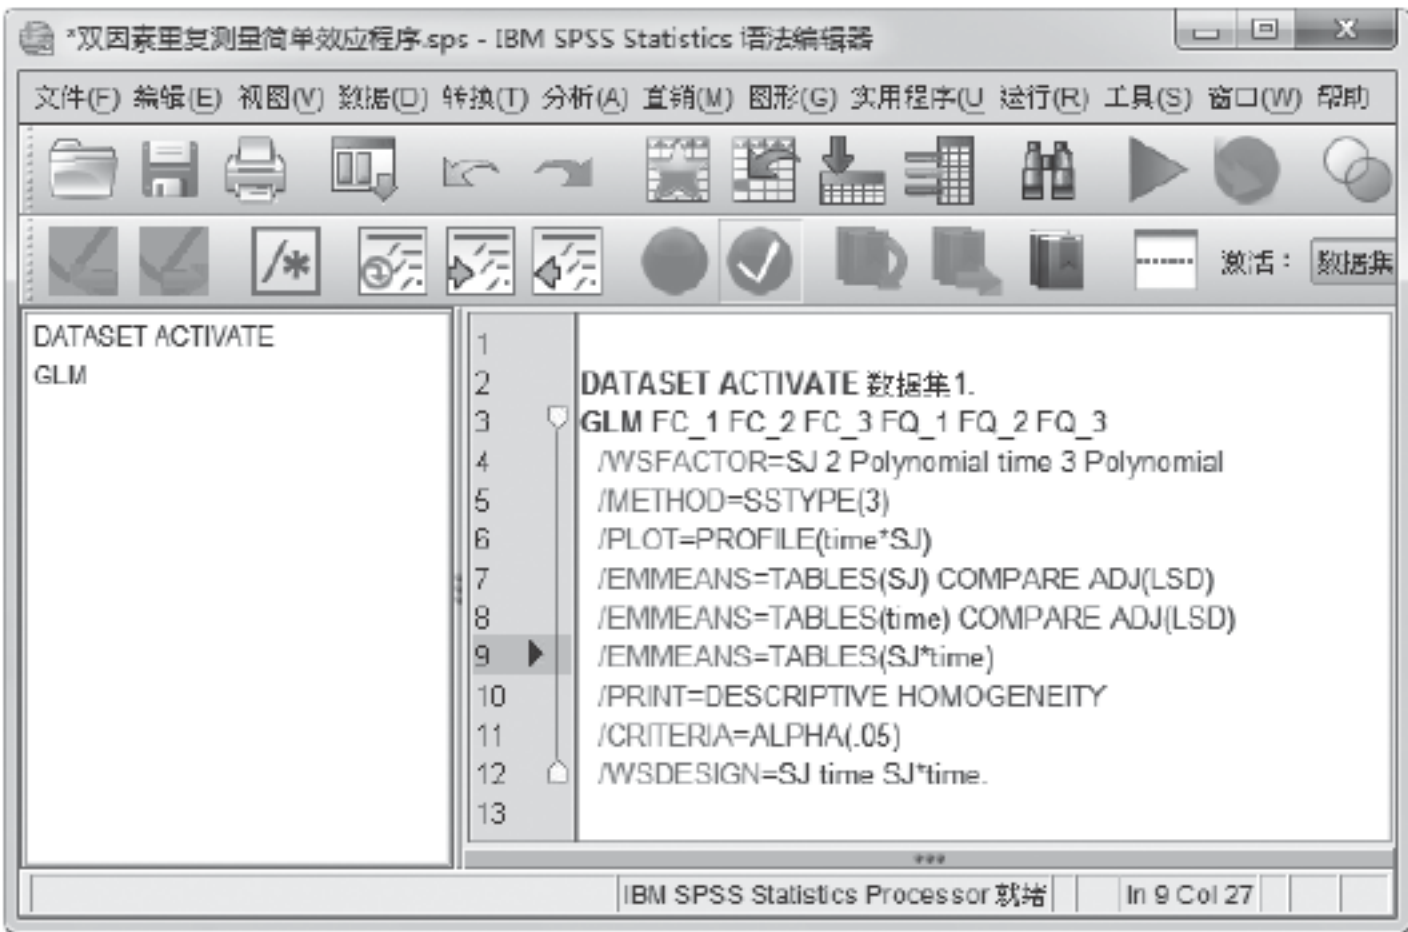 *双因素重复测量简单效应程序.sps - IBM SPSS Statistics 语法编辑器
文件(F) 编辑(E) 视图(V) 数据(D) 转换(T) 分析(A) 直销(M) 图形(G) 实用程序(U 运行(R) 工具(S) 窗口(W) 帮助
/*
激活： 数据集
DATASET ACTIVATE
GLM
1
2 DATASET ACTIVATE 数据集1.
3 GLM FC_1 FC_2 FC_3 FQ_1 FQ_2 FQ_3
4 /WSFACTOR=SJ 2 Polynomial time 3 Polynomial
5 /METHOD=SSTYPE(3)
6 /PLOT=PROFILE(time*SJ)
7 /EMMEANS=TABLES(SJ) COMPARE ADJ(LSD)
8 /EMMEANS=TABLES(time) COMPARE ADJ(LSD)
9 /EMMEANS=TABLES(SJ*time)
10 /PRINT=DESCRIPTIVE HOMOGENEITY
11 /CRITERIA=ALPHA(.05)
12 /WSDESIGN=SJ time SJ*time.
13
IBM SPSS Statistics Processor 就绪 In 9 Col 27